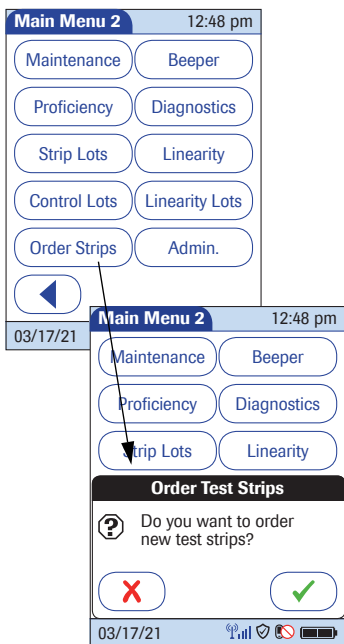 Main Menu 2 12:48 pm
Maintenance Beeper
Proficiency Diagnostics
Strip Lots Linearity
Control Lots Linearity Lots
Order Strips Admin.
03/17/21
Main Menu 2 12:48 pm
Maintenance Beeper
Proficiency Diagnostics
Strip Lots Linearity
Order Test Strips
? Do you want to order
new test strips?
03/17/21